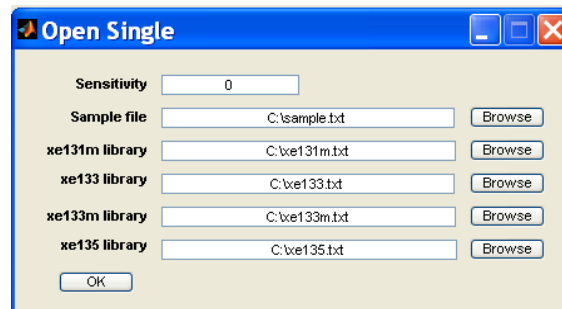 Open Single
Sensitivity 0
Sample file C:\sample.txt Browse
xe131m library C:\xe131m.txt Browse
xe133 library C:\xe133.txt Browse
xe133m library C:\xe133m.txt Browse
xe135 library C:\xe135.txt Browse
OK